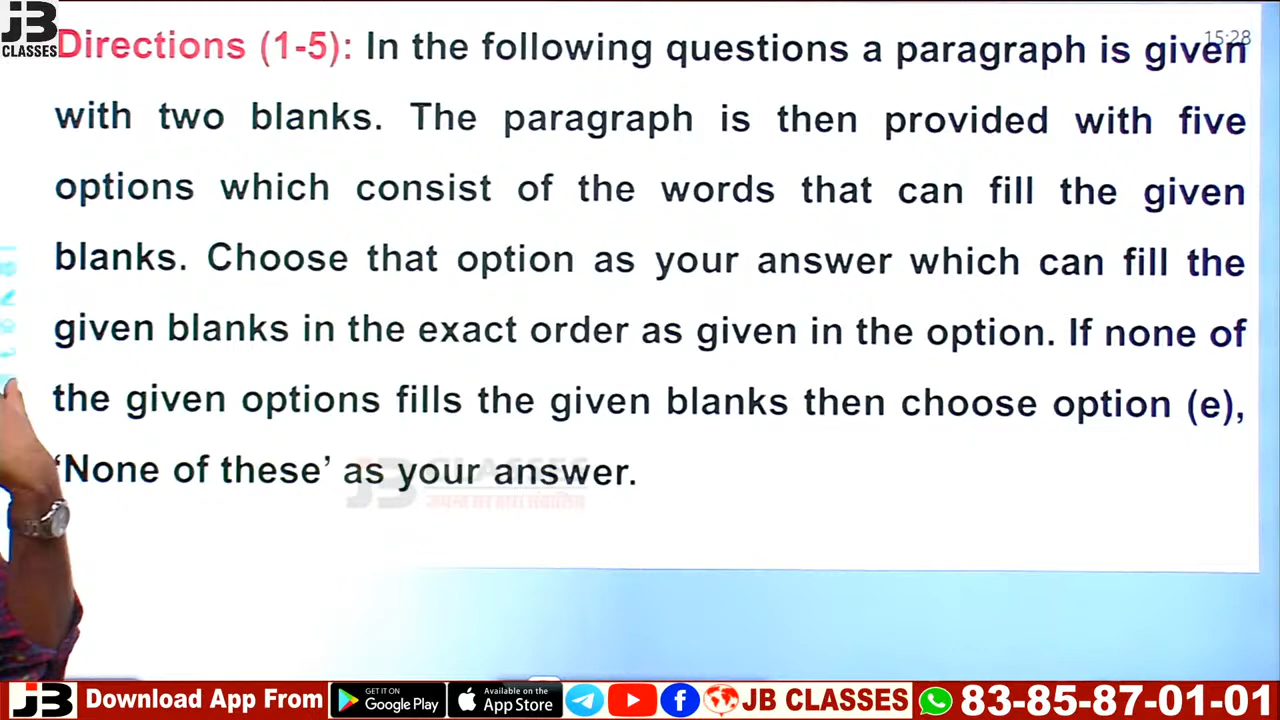 JB
CLASSES
15:28
Directions (1-5): In the following questions a paragraph is given
with two blanks. The paragraph is then provided with five
options which consist of the words that can fill the given
blanks. Choose that option as your answer which can fill the
given blanks in the exact order as given in the option. If none of
the given options fills the given blanks then choose option (e),
‘None of these’ as your answer.
JB CLASSES
JB Download App From GET IT ON Google Play Available on the App Store JB CLASSES 83-85-87-01-01